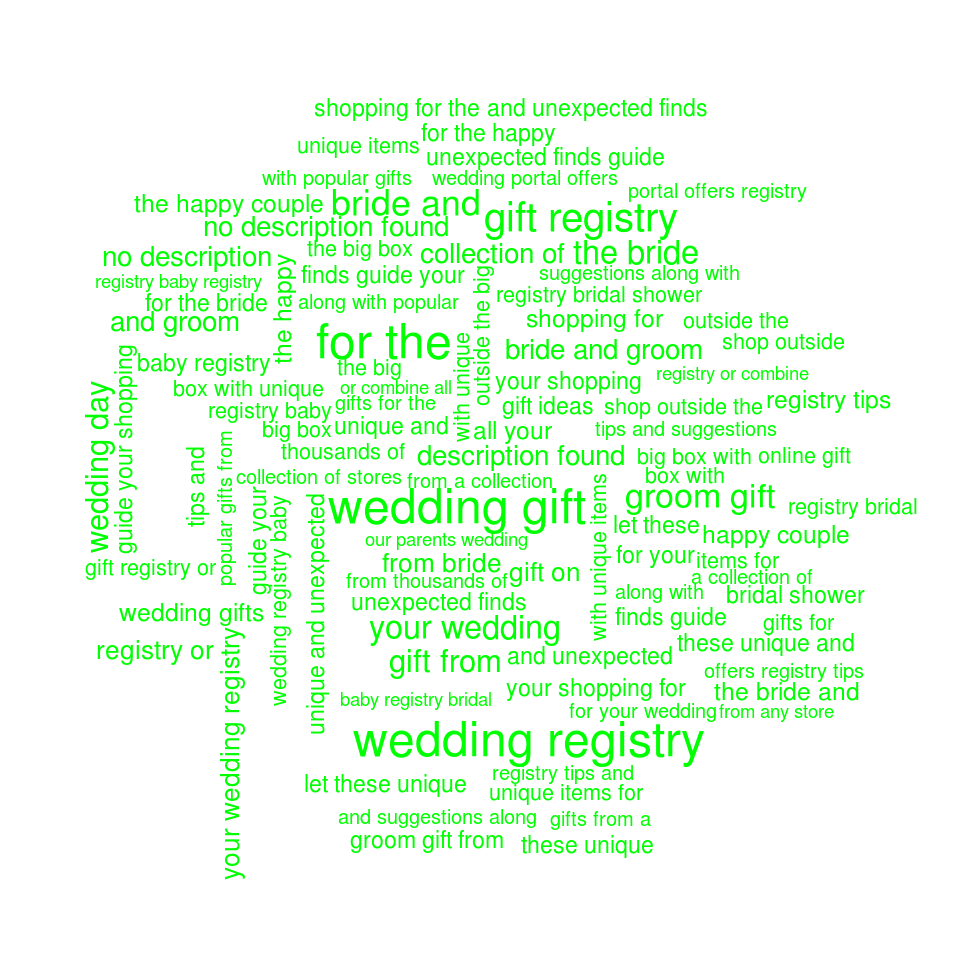 shopping for the and unexpected finds
for the happy
unique items
unexpected finds guide
with popular gifts
wedding portal offers
portal offers registry
the happy couple
bride and
gift registry
no description found
the big box
collection of
the bride
no description
finds guide your
suggestions along with
registry baby registry
the happy
outside the big
registry bridal shower
for the bride
along with popular
and groom
for the
shopping for
outside the
shop outside
baby registry
the big
with unique
bride and groom
registry or combine
box with unique
or combine all
your shopping
registry baby
gifts for the
gift ideas
shop outside the
registry tips
wedding day
guide your shopping
big box
unique and
all your
tips and suggestions
thousands of
description found
big box with
online gift
tips and
popular gifts from
collection of stores
from a collection
box with
guide your
wedding registry baby
unique and unexpected
wedding gift
with unique items
groom gift
registry bridal
let these
happy couple
our parents wedding
gift registry or
from bride
gift on
for your
items for
from thousands of
a collection of
unexpected finds
along with
bridal shower
wedding gifts
finds guide
gifts for
your wedding
registry or
your wedding registry
gift from
and unexpected
these unique and
offers registry tips
baby registry bridal
your shopping for
the bride and
for your wedding
from any store
wedding registry
let these unique
registry tips and
unique items for
and suggestions along
gifts from a
groom gift from
these unique